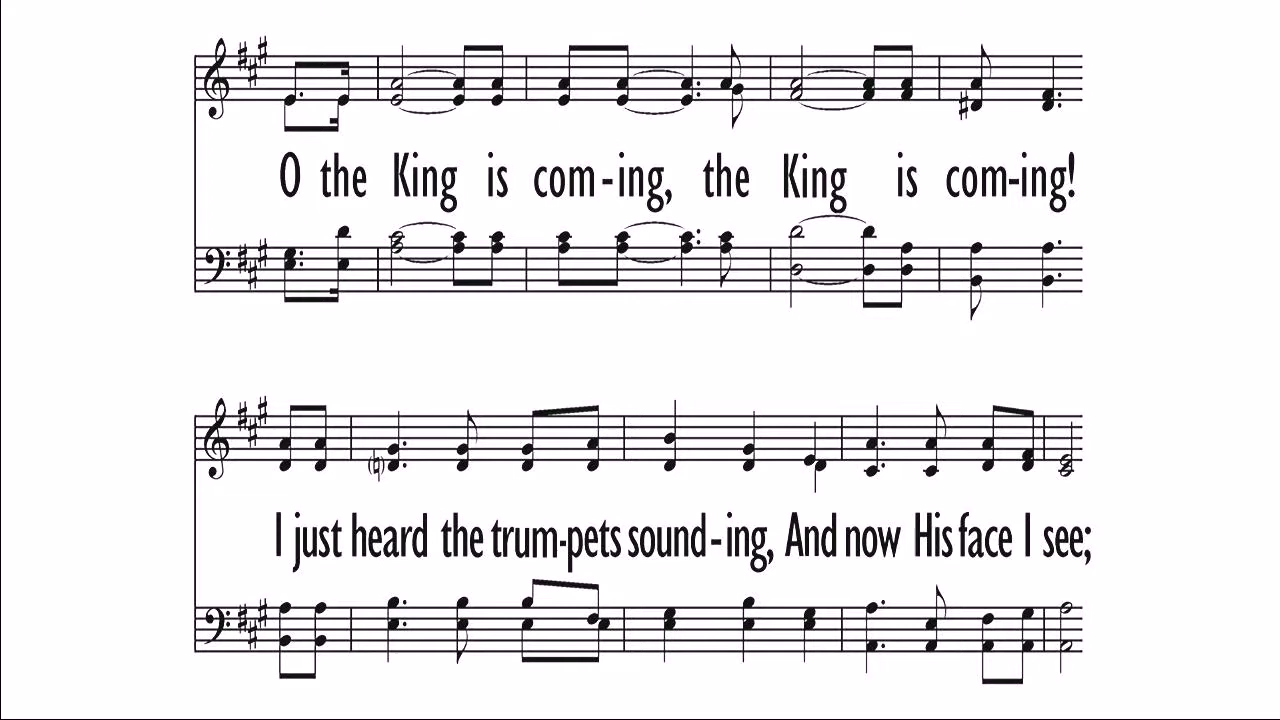 O the King is com-ing, the King is com-ing!
I just heard the trum-pets sound-ing, And now His face I see;